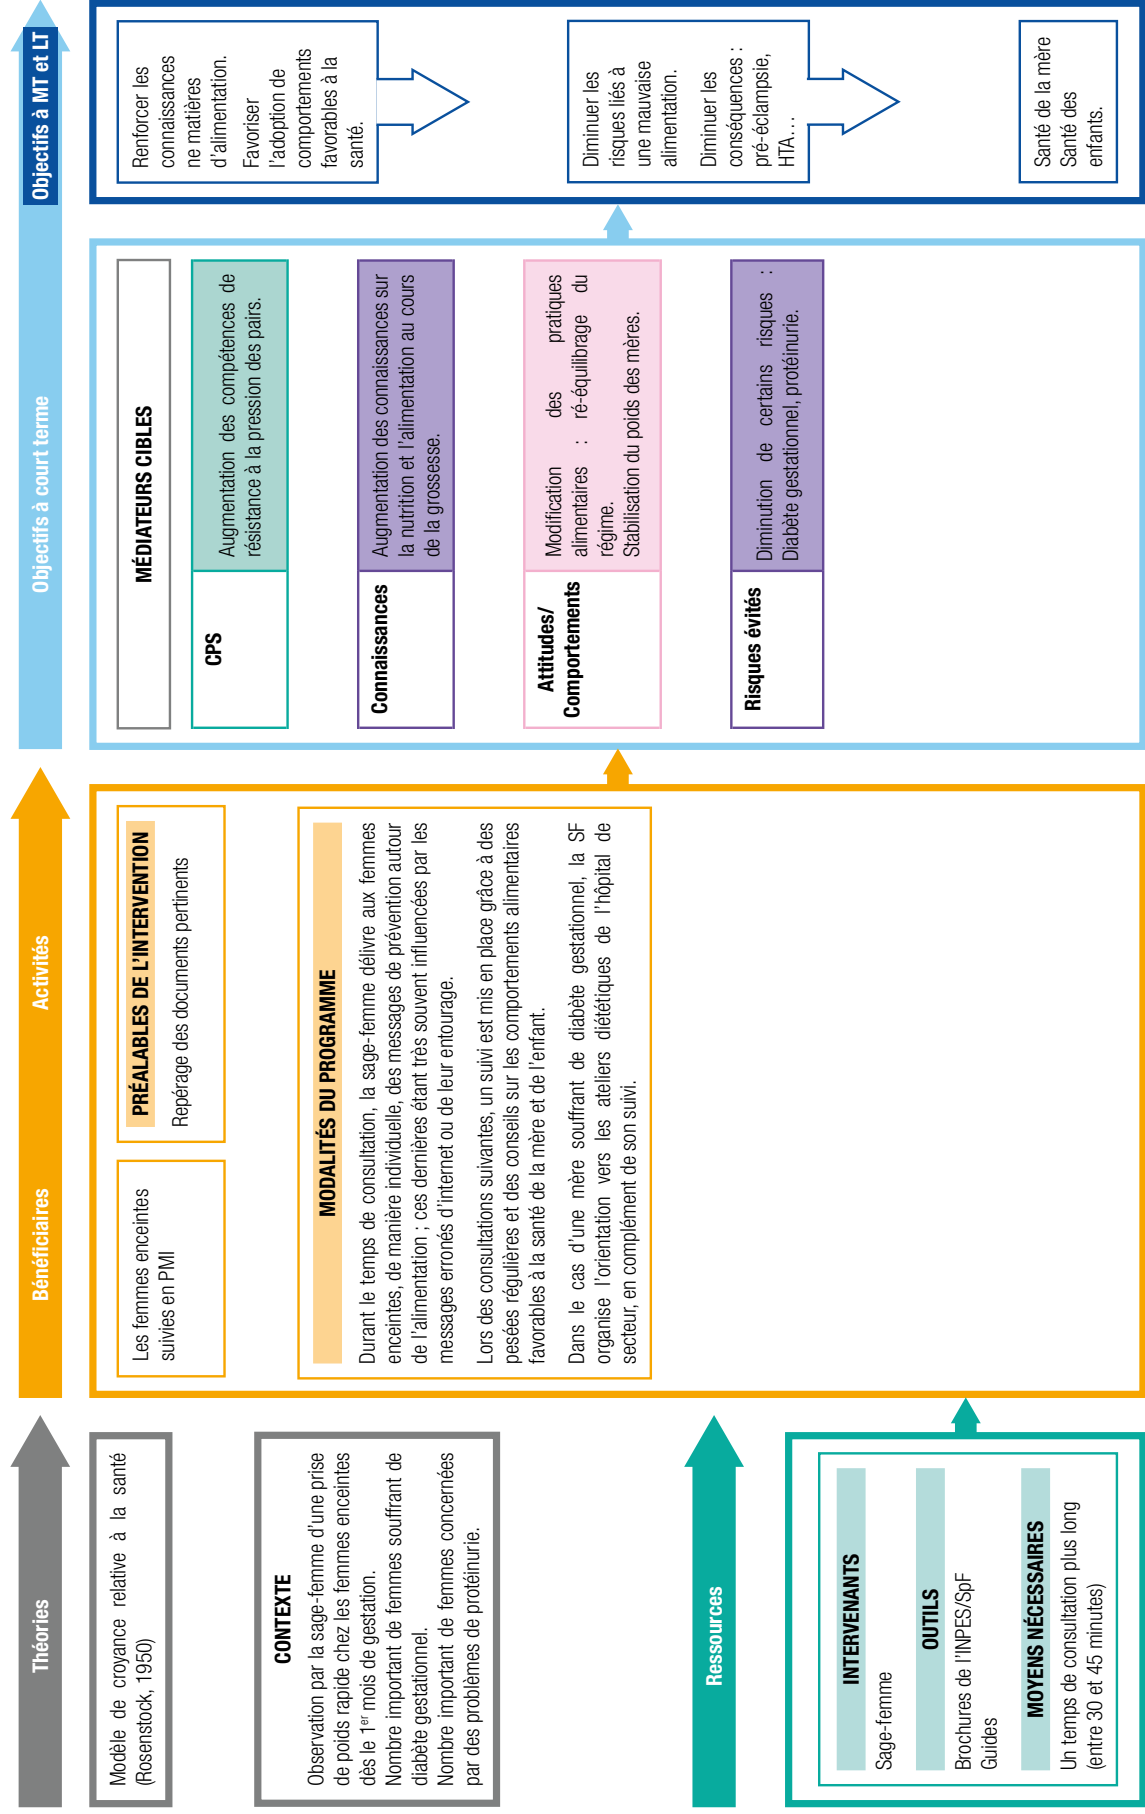 Théories
Modèle de croyance relative à la santé
(Rosenstock, 1950)
CONTEXTE
Observation par la sage-femme d'une prise
de poids rapide chez les femmes enceintes
dès le 1er mois de gestation.
Nombre important de femmes souffrant de
diabète gestationnel.
Nombre important de femmes concernées
par des problèmes de protéinurie.
Ressources
INTERVENANTS
Sage-femme
OUTILS
Brochures de l'INPES/SpF
Guides
MOYENS NÉCESSAIRES
Un temps de consultation plus long
(entre 30 et 45 minutes)
Bénéficiaires
Activités
Les femmes enceintes
suivies en PMI
PRÉALABLES DE L'INTERVENTION
Repérage des documents pertinents
MODALITÉS DU PROGRAMME
Durant le temps de consultation, la sage-femme délivre aux femmes
enceintes, de manière individuelle, des messages de prévention autour
de l'alimentation ; ces dernières étant très souvent influencées par les
messages erronés d'internet ou de leur entourage.
Lors des consultations suivantes, un suivi est mis en place grâce à des
pesées régulières et des conseils sur les comportements alimentaires
favorables à la santé de la mère et de l'enfant.
Dans le cas d'une mère souffrant de diabète gestationnel, la SF
organise l'orientation vers les ateliers diététiques de l'hôpital de
secteur, en complément de son suivi.
Objectifs à court terme
MÉDIATEURS CIBLES
CPS
Augmentation des compétences de
résistance à la pression des pairs.
Connaissances
Augmentation des connaissances sur
la nutrition et l'alimentation au cours
de la grossesse.
Attitudes/
Comportements
Modification des pratiques
alimentaires : ré-équilibrage du
régime.
Stabilisation du poids des mères.
Risques évités
Diminution de certains risques :
Diabète gestationnel, protéinurie.
Objectifs à MT et LT
Renforcer les
connaissances
ne matières
d'alimentation.
Favoriser
l'adoption de
comportements
favorables à la
santé.
Diminuer les
risques liés à
une mauvaise
alimentation.
Diminuer les
conséquences :
pré-éclampsie,
HTA…
Santé de la mère
Santé des
enfants.